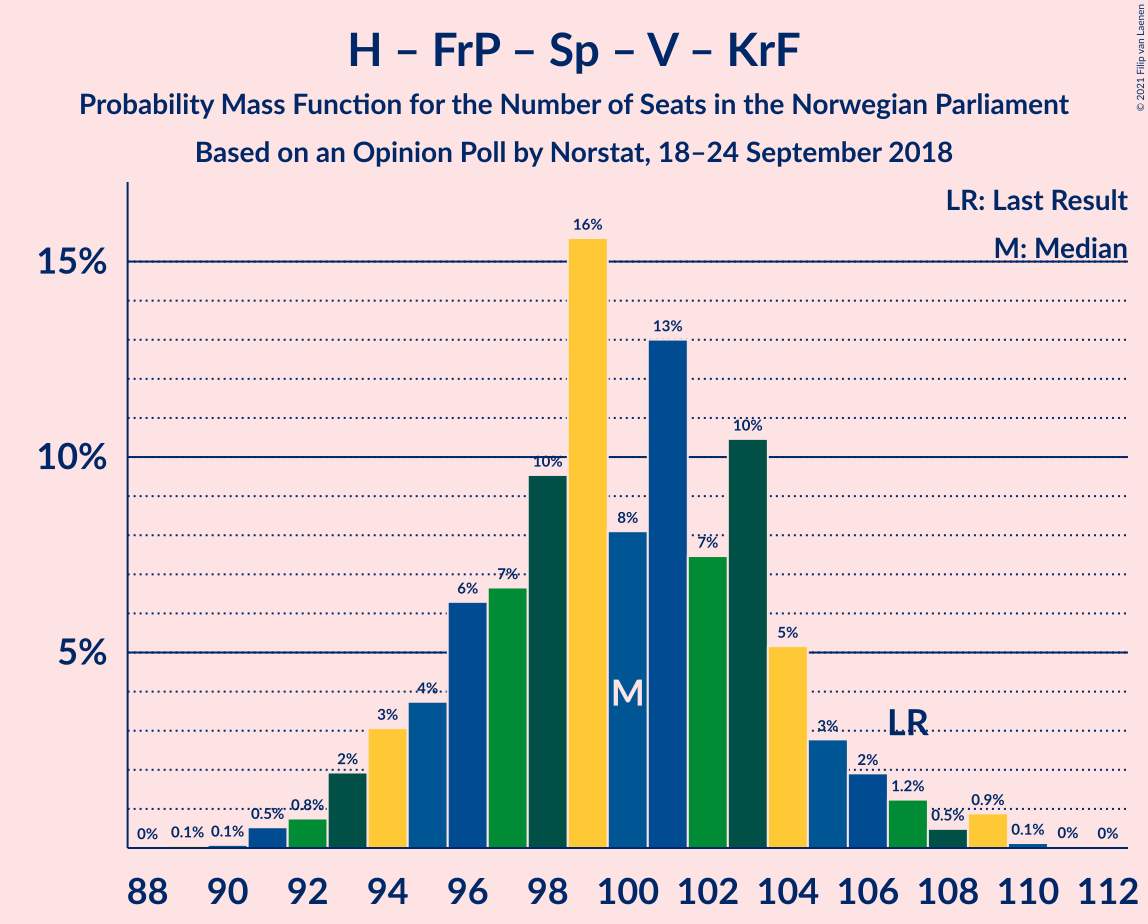 H – FrP – Sp – V – KrF
Probability Mass Function for the Number of Seats in the Norwegian Parliament
Based on an Opinion Poll by Norstat, 18–24 September 2018
© 2021 Filip van Laenen
LR: Last Result
M: Median
15%
10%
5%
0% 0.1% 0.1% 0.5% 0.8% 2% 3% 4% 6% 7% 10% 16% 8% 13% 7% 10% 5% 3% 2% 1.2% 0.5% 0.9% 0.1% 0% 0%
M
LR
88 90 92 94 96 98 100 102 104 106 108 110 112